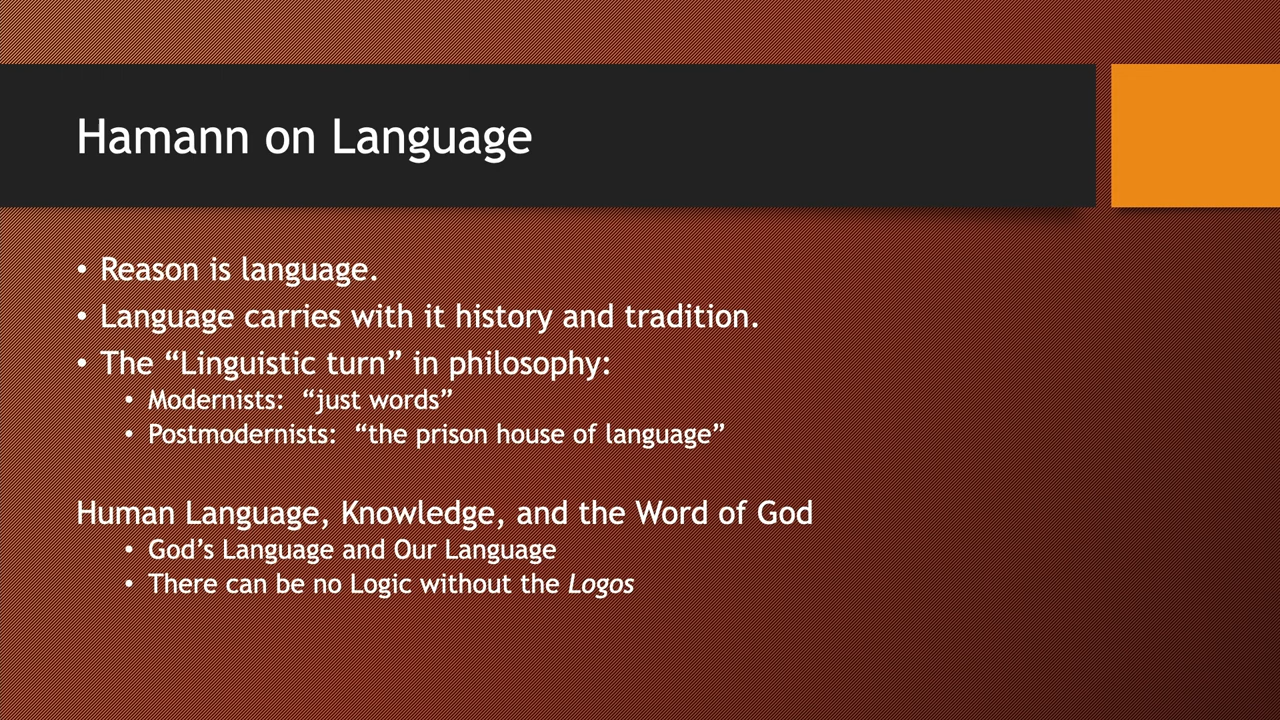 Hamann on Language
• Reason is language.
• Language carries with it history and tradition.
• The “Linguistic turn” in philosophy:
• Modernists:  “just words”
• Postmodernists:  “the prison house of language”
Human Language, Knowledge, and the Word of God
• God’s Language and Our Language
• There can be no Logic without the Logos